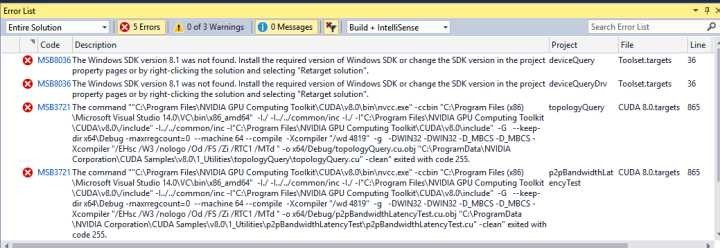 Error List
Entire Solution
5 Errors
0 of 3 Warnings
0 Messages
Build + IntelliSense
Search Error List
Code Description Project File Line
MSB8036 The Windows SDK version 8.1 was not found. Install the required version of Windows SDK or change the SDK version in the project deviceQuery Toolset.targets 36
property pages or by right-clicking the solution and selecting "Retarget solution".
MSB8036 The Windows SDK version 8.1 was not found. Install the required version of Windows SDK or change the SDK version in the project deviceQueryDrv Toolset.targets 36
property pages or by right-clicking the solution and selecting "Retarget solution".
MSB3721 The command ""C:\Program Files\NVIDIA GPU Computing Toolkit\CUDA\v8.0\bin\nvcc.exe" -ccbin "C:\Program Files (x86) topologyQuery CUDA 8.0.targets 865
\Microsoft Visual Studio 14.0\VC\bin\x86_amd64" -I./ -I../../common/inc -I./ -I"C:\Program Files\NVIDIA GPU Computing Toolkit
\CUDA\v8.0\/include" -I../../common/inc -I"C:\Program Files\NVIDIA GPU Computing Toolkit\CUDA\v8.0\include" -G --keep-
dir x64\Debug -maxrregcount=0 --machine 64 --compile -Xcompiler "/wd 4819" -g -DWIN32 -DWIN32 -D_MBCS -D_MBCS -
Xcompiler "/EHsc /W3 /nologo /Od /FS /Zi /RTC1 /MTd " -o x64/Debug/topologyQuery.cu.obj "C:\ProgramData\NVIDIA
Corporation\CUDA Samples\v8.0\1_Utilities\topologyQuery\topologyQuery.cu" -clean" exited with code 255.
MSB3721 The command ""C:\Program Files\NVIDIA GPU Computing Toolkit\CUDA\v8.0\bin\nvcc.exe" -ccbin "C:\Program Files (x86) p2pBandwidthLat CUDA 8.0.targets 865
\Microsoft Visual Studio 14.0\VC\bin\x86_amd64" -I./ -I../../common/inc -I./ -I"C:\Program Files\NVIDIA GPU Computing Toolkit encyTest
\CUDA\v8.0\/include" -I../../common/inc -I"C:\Program Files\NVIDIA GPU Computing Toolkit\CUDA\v8.0\include" -G --keep-
dir x64\Debug -maxrregcount=0 --machine 64 --compile -Xcompiler "/wd 4819" -g -DWIN32 -DWIN32 -D_MBCS -D_MBCS -
Xcompiler "/EHsc /W3 /nologo /Od /FS /Zi /RTC1 /MTd " -o x64/Debug/p2pBandwidthLatencyTest.cu.obj "C:\ProgramData
\NVIDIA Corporation\CUDA Samples\v8.0\1_Utilities\p2pBandwidthLatencyTest\p2pBandwidthLatencyTest.cu" -clean" exited with
code 255.